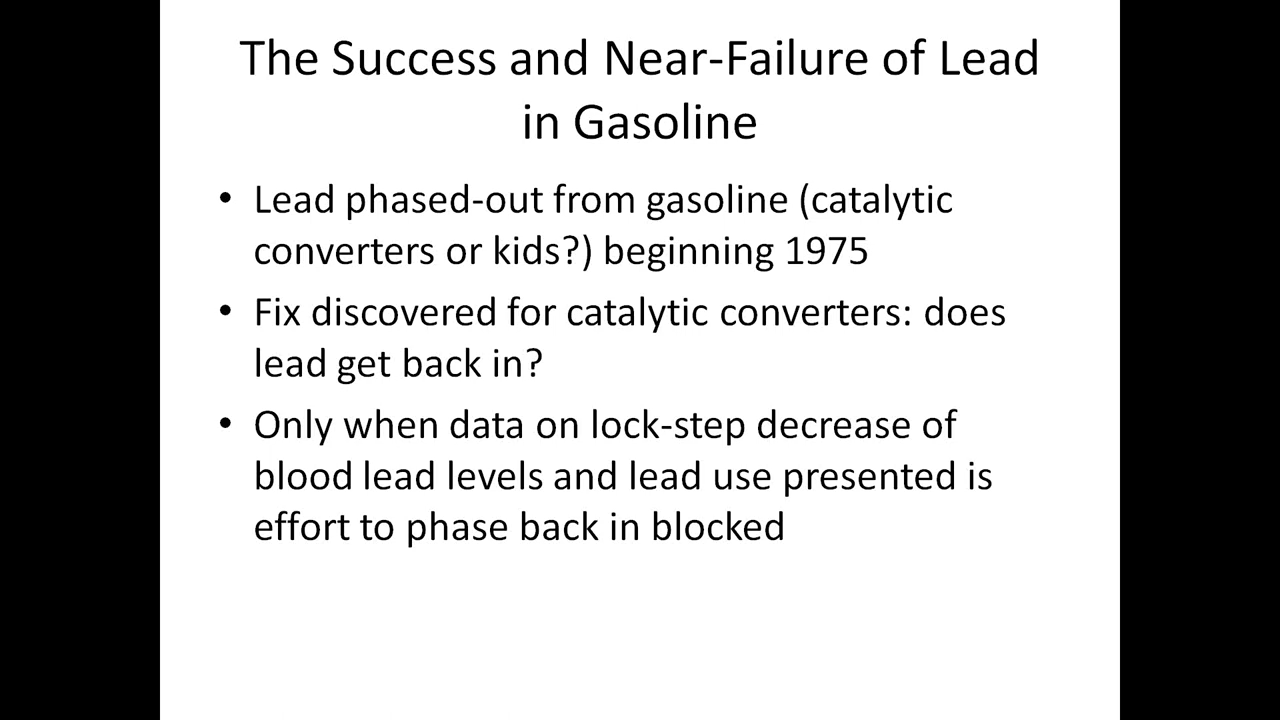 The Success and Near-Failure of Lead
in Gasoline
• Lead phased-out from gasoline (catalytic
converters or kids?) beginning 1975
• Fix discovered for catalytic converters: does
lead get back in?
• Only when data on lock-step decrease of
blood lead levels and lead use presented is
effort to phase back in blocked